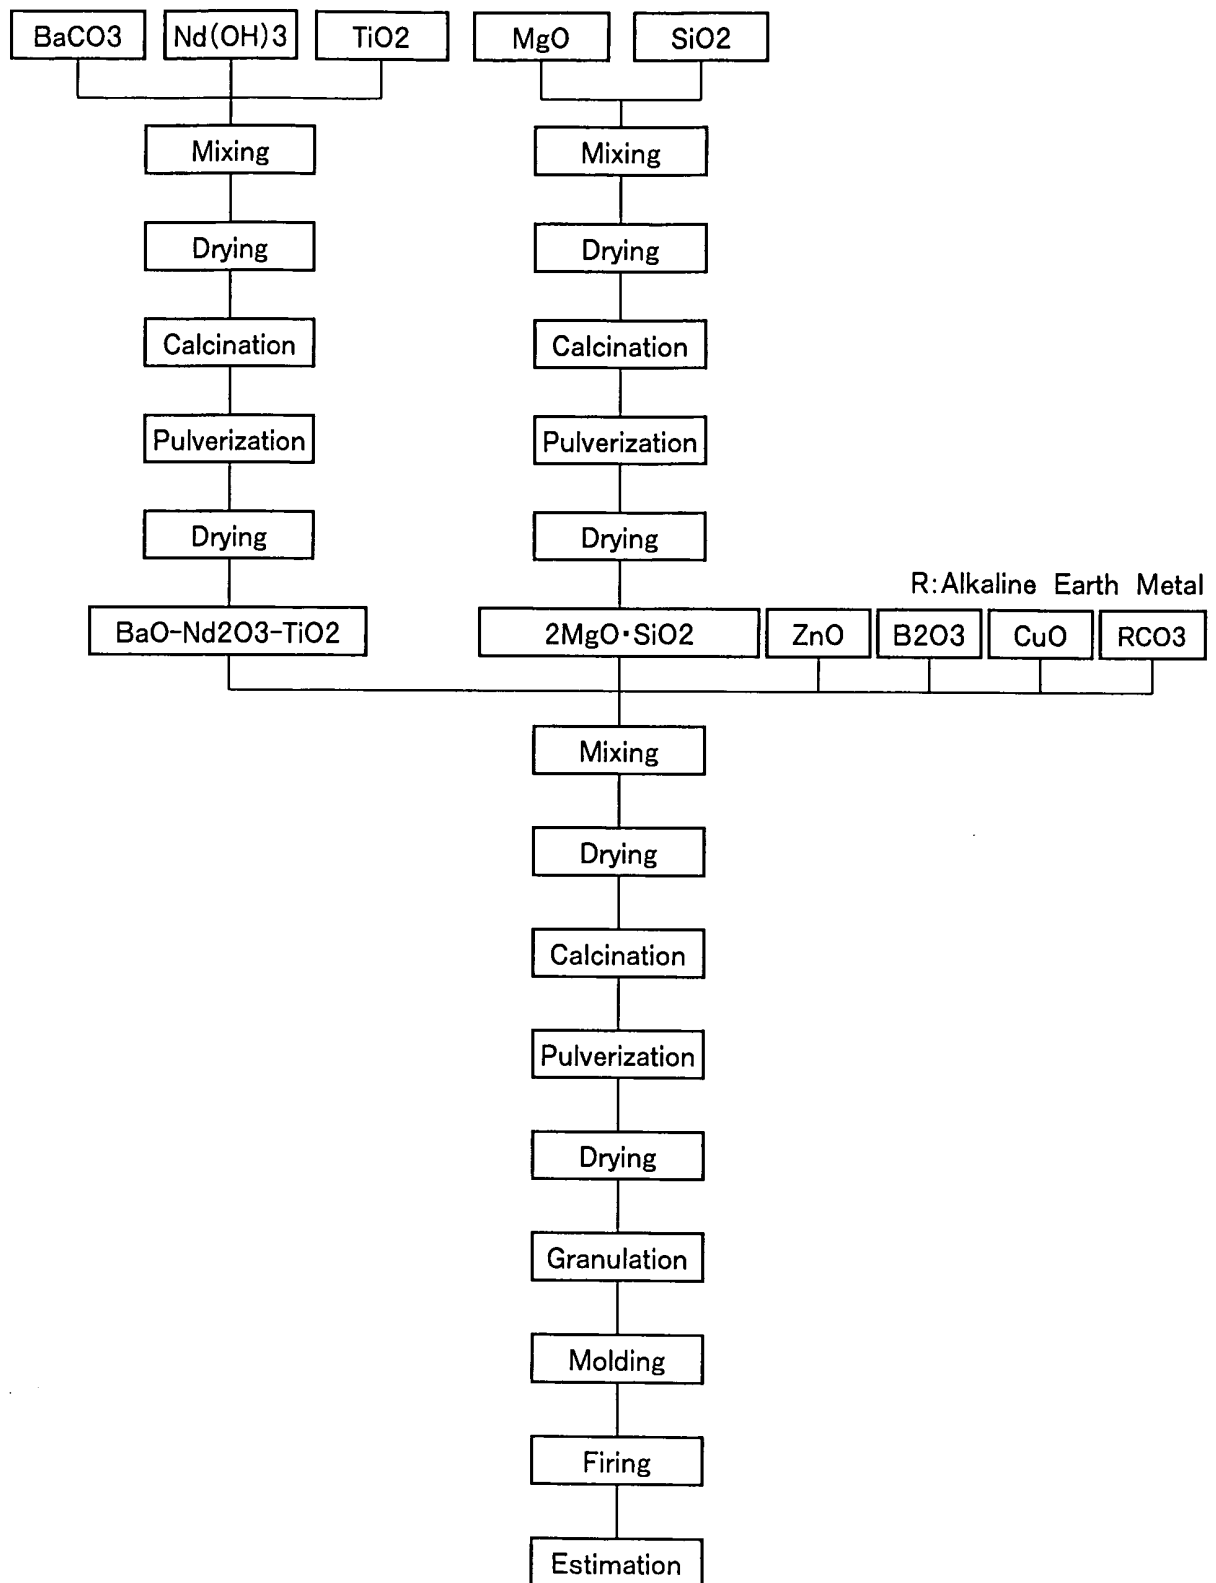 BaCO3 Nd(OH)3 TiO2 MgO SiO2
Mixing Mixing
Drying Drying
Calcination Calcination
Pulverization Pulverization
Drying Drying
R:Alkaline Earth Metal
BaO-Nd2O3-TiO2 2MgO·SiO2 ZnO B2O3 CuO RCO3
Mixing
Drying
Calcination
Pulverization
Drying
Granulation
Molding
Firing
Estimation